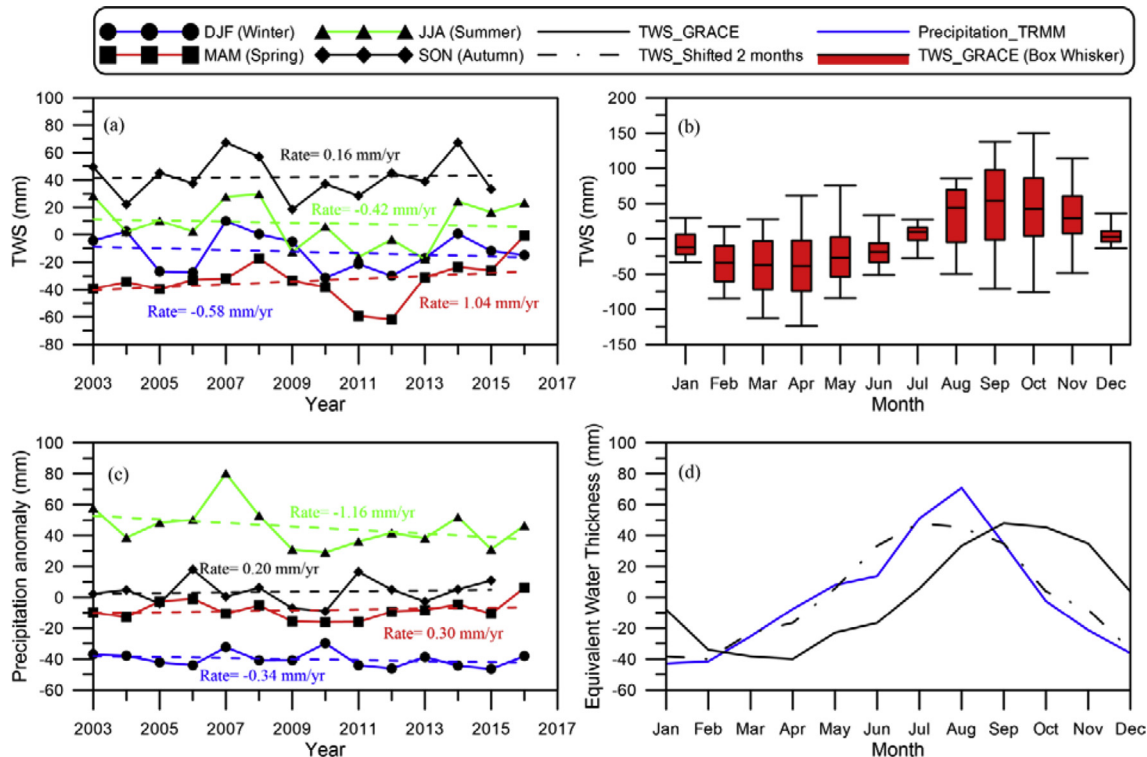 DJF (Winter) JJA (Summer) TWS_GRACE Precipitation_TRMM
MAM (Spring) SON (Autumn) TWS_Shifted 2 months TWS_GRACE (Box Whisker)
(a)
TWS (mm)
100
80
60
40
20
0
-20
-40
-60
-80
Rate= 0.16 mm/yr
Rate= -0.42 mm/yr
Rate= -0.58 mm/yr
Rate= 1.04 mm/yr
2003 2005 2007 2009 2011 2013 2015 2017
Year
(b)
TWS (mm)
200
150
100
50
0
-50
-100
-150
Jan Feb Mar Apr May Jun Jul Aug Sep Oct Nov Dec
Month
(c)
Precipitation anomaly (mm)
100
80
60
40
20
0
-20
-40
-60
Rate= -1.16 mm/yr
Rate= 0.20 mm/yr
Rate= 0.30 mm/yr
Rate= -0.34 mm/yr
2003 2005 2007 2009 2011 2013 2015 2017
Year
(d)
Equivalent Water Thickness (mm)
100
80
60
40
20
0
-20
-40
-60
Jan Feb Mar Apr May Jun Jul Aug Sep Oct Nov Dec
Month